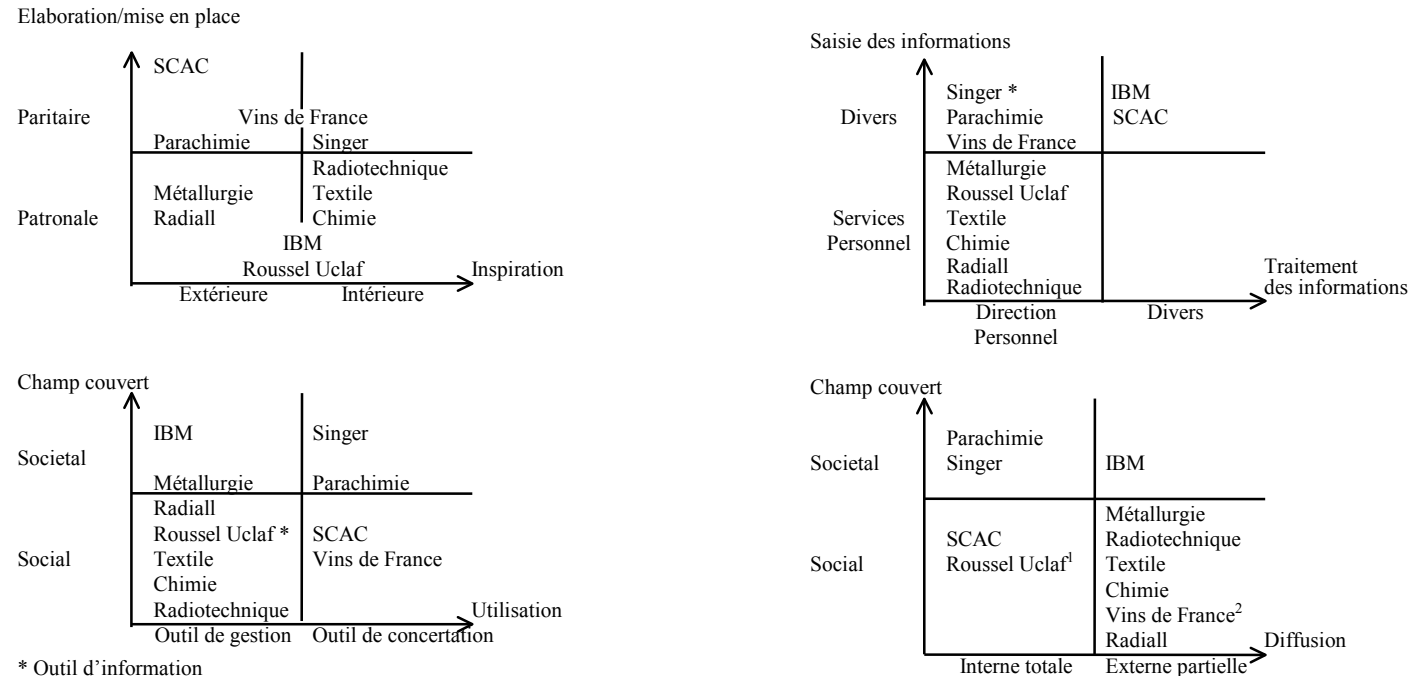 Elaboration/mise en place
SCAC
Paritaire
Vins de France
Parachimie
Singer
Radiotechnique
Métallurgie
Textile
Patronale
Radiall
Chimie
IBM
Roussel Uclaf
Inspiration
Extérieure
Intérieure
Saisie des informations
Singer *
IBM
Divers
Parachimie
SCAC
Vins de France
Métallurgie
Roussel Uclaf
Services
Personnel
Textile
Chimie
Radiall
Radiotechnique
Traitement
des informations
Direction
Personnel
Divers
Champ couvert
IBM
Singer
Societal
Métallurgie
Parachimie
Radiall
Roussel Uclaf *
SCAC
Social
Textile
Vins de France
Chimie
Radiotechnique
Utilisation
Outil de gestion
Outil de concertation
* Outil d’information
Champ couvert
Parachimie
Societal
Singer
IBM
Métallurgie
SCAC
Radiotechnique
Social
Roussel Uclaf¹
Textile
Chimie
Vins de France²
Radiall
Diffusion
Interne totale
Externe partielle